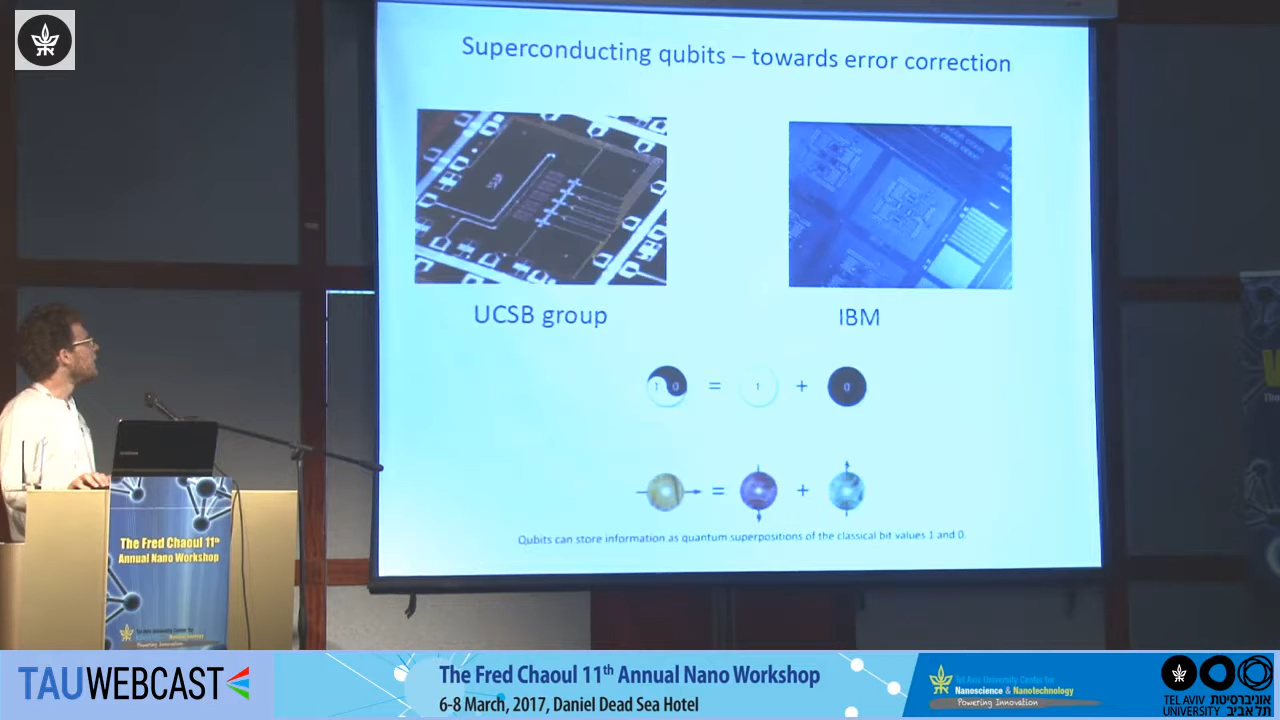 Superconducting qubits – towards error correction
UCSB group
IBM
1 0 = 1 + 0
= +
Qubits can store information as quantum superpositions of the classical bit values 1 and 0.
The Fred Chaoul 11th
Annual Nano Workshop
Powering Innovation
TAUWEBCAST
The Fred Chaoul 11th Annual Nano Workshop
6-8 March, 2017, Daniel Dead Sea Hotel
Tel Aviv University Center for
Nanoscience & Nanotechnology
Powering Innovation
TEL AVIV אוניברסיטת
UNIVERSITY תל אביב